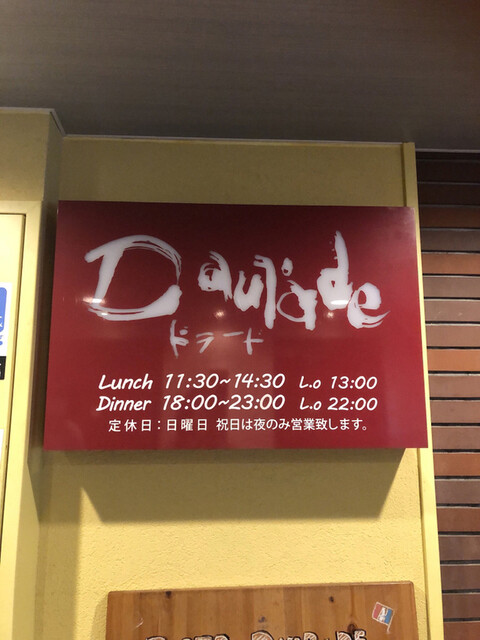 Daurade
ドラード
Lunch 11:30~14:30 L.o 13:00
Dinner 18:00~23:00 L.o 22:00
定休日：日曜日 祝日は夜のみ営業致します。